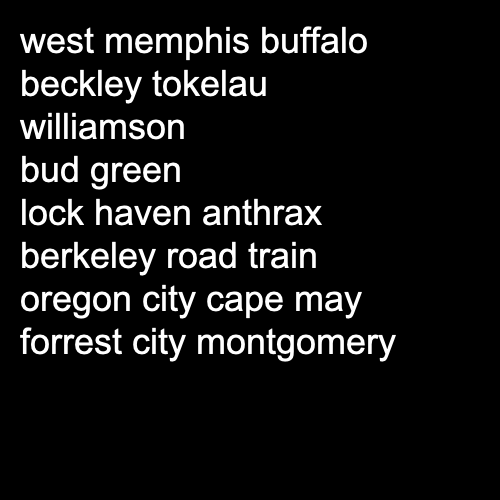 west memphis buffalo
beckley tokelau
williamson
bud green
lock haven anthrax
berkeley road train
oregon city cape may
forrest city montgomery